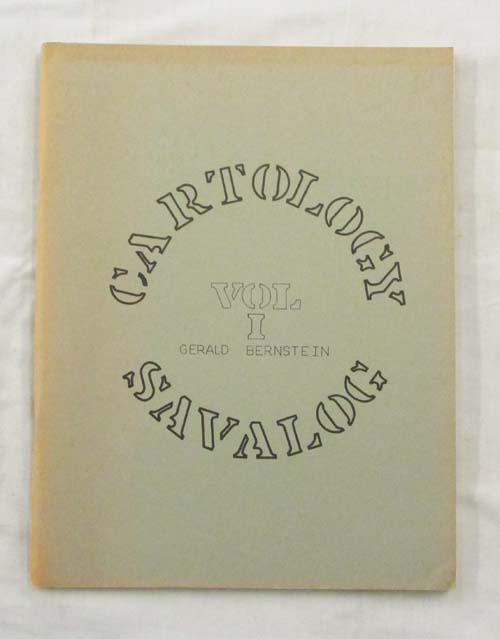 CARTOLOGY
VOL
I
GERALD BERNSTEIN
SAVALOG